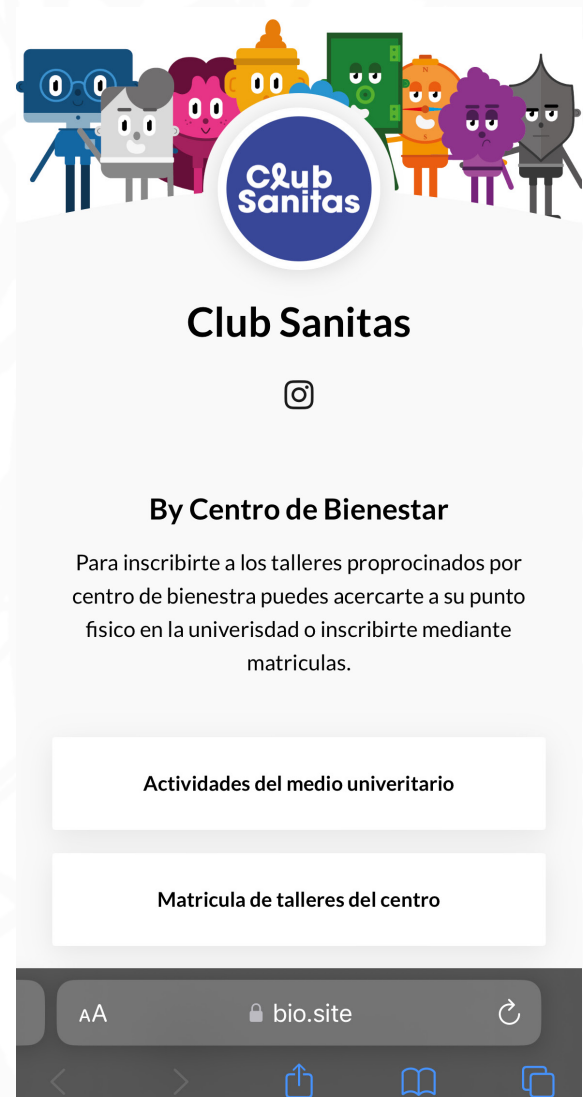 Club
Sanitas
Club Sanitas
By Centro de Bienestar
Para inscribirte a los talleres proprocinados por
centro de bienestra puedes acercarte a su punto
fisico en la univerisdad o inscribirte mediante
matriculas.
Actividades del medio univeritario
Matricula de talleres del centro
AA
bio.site